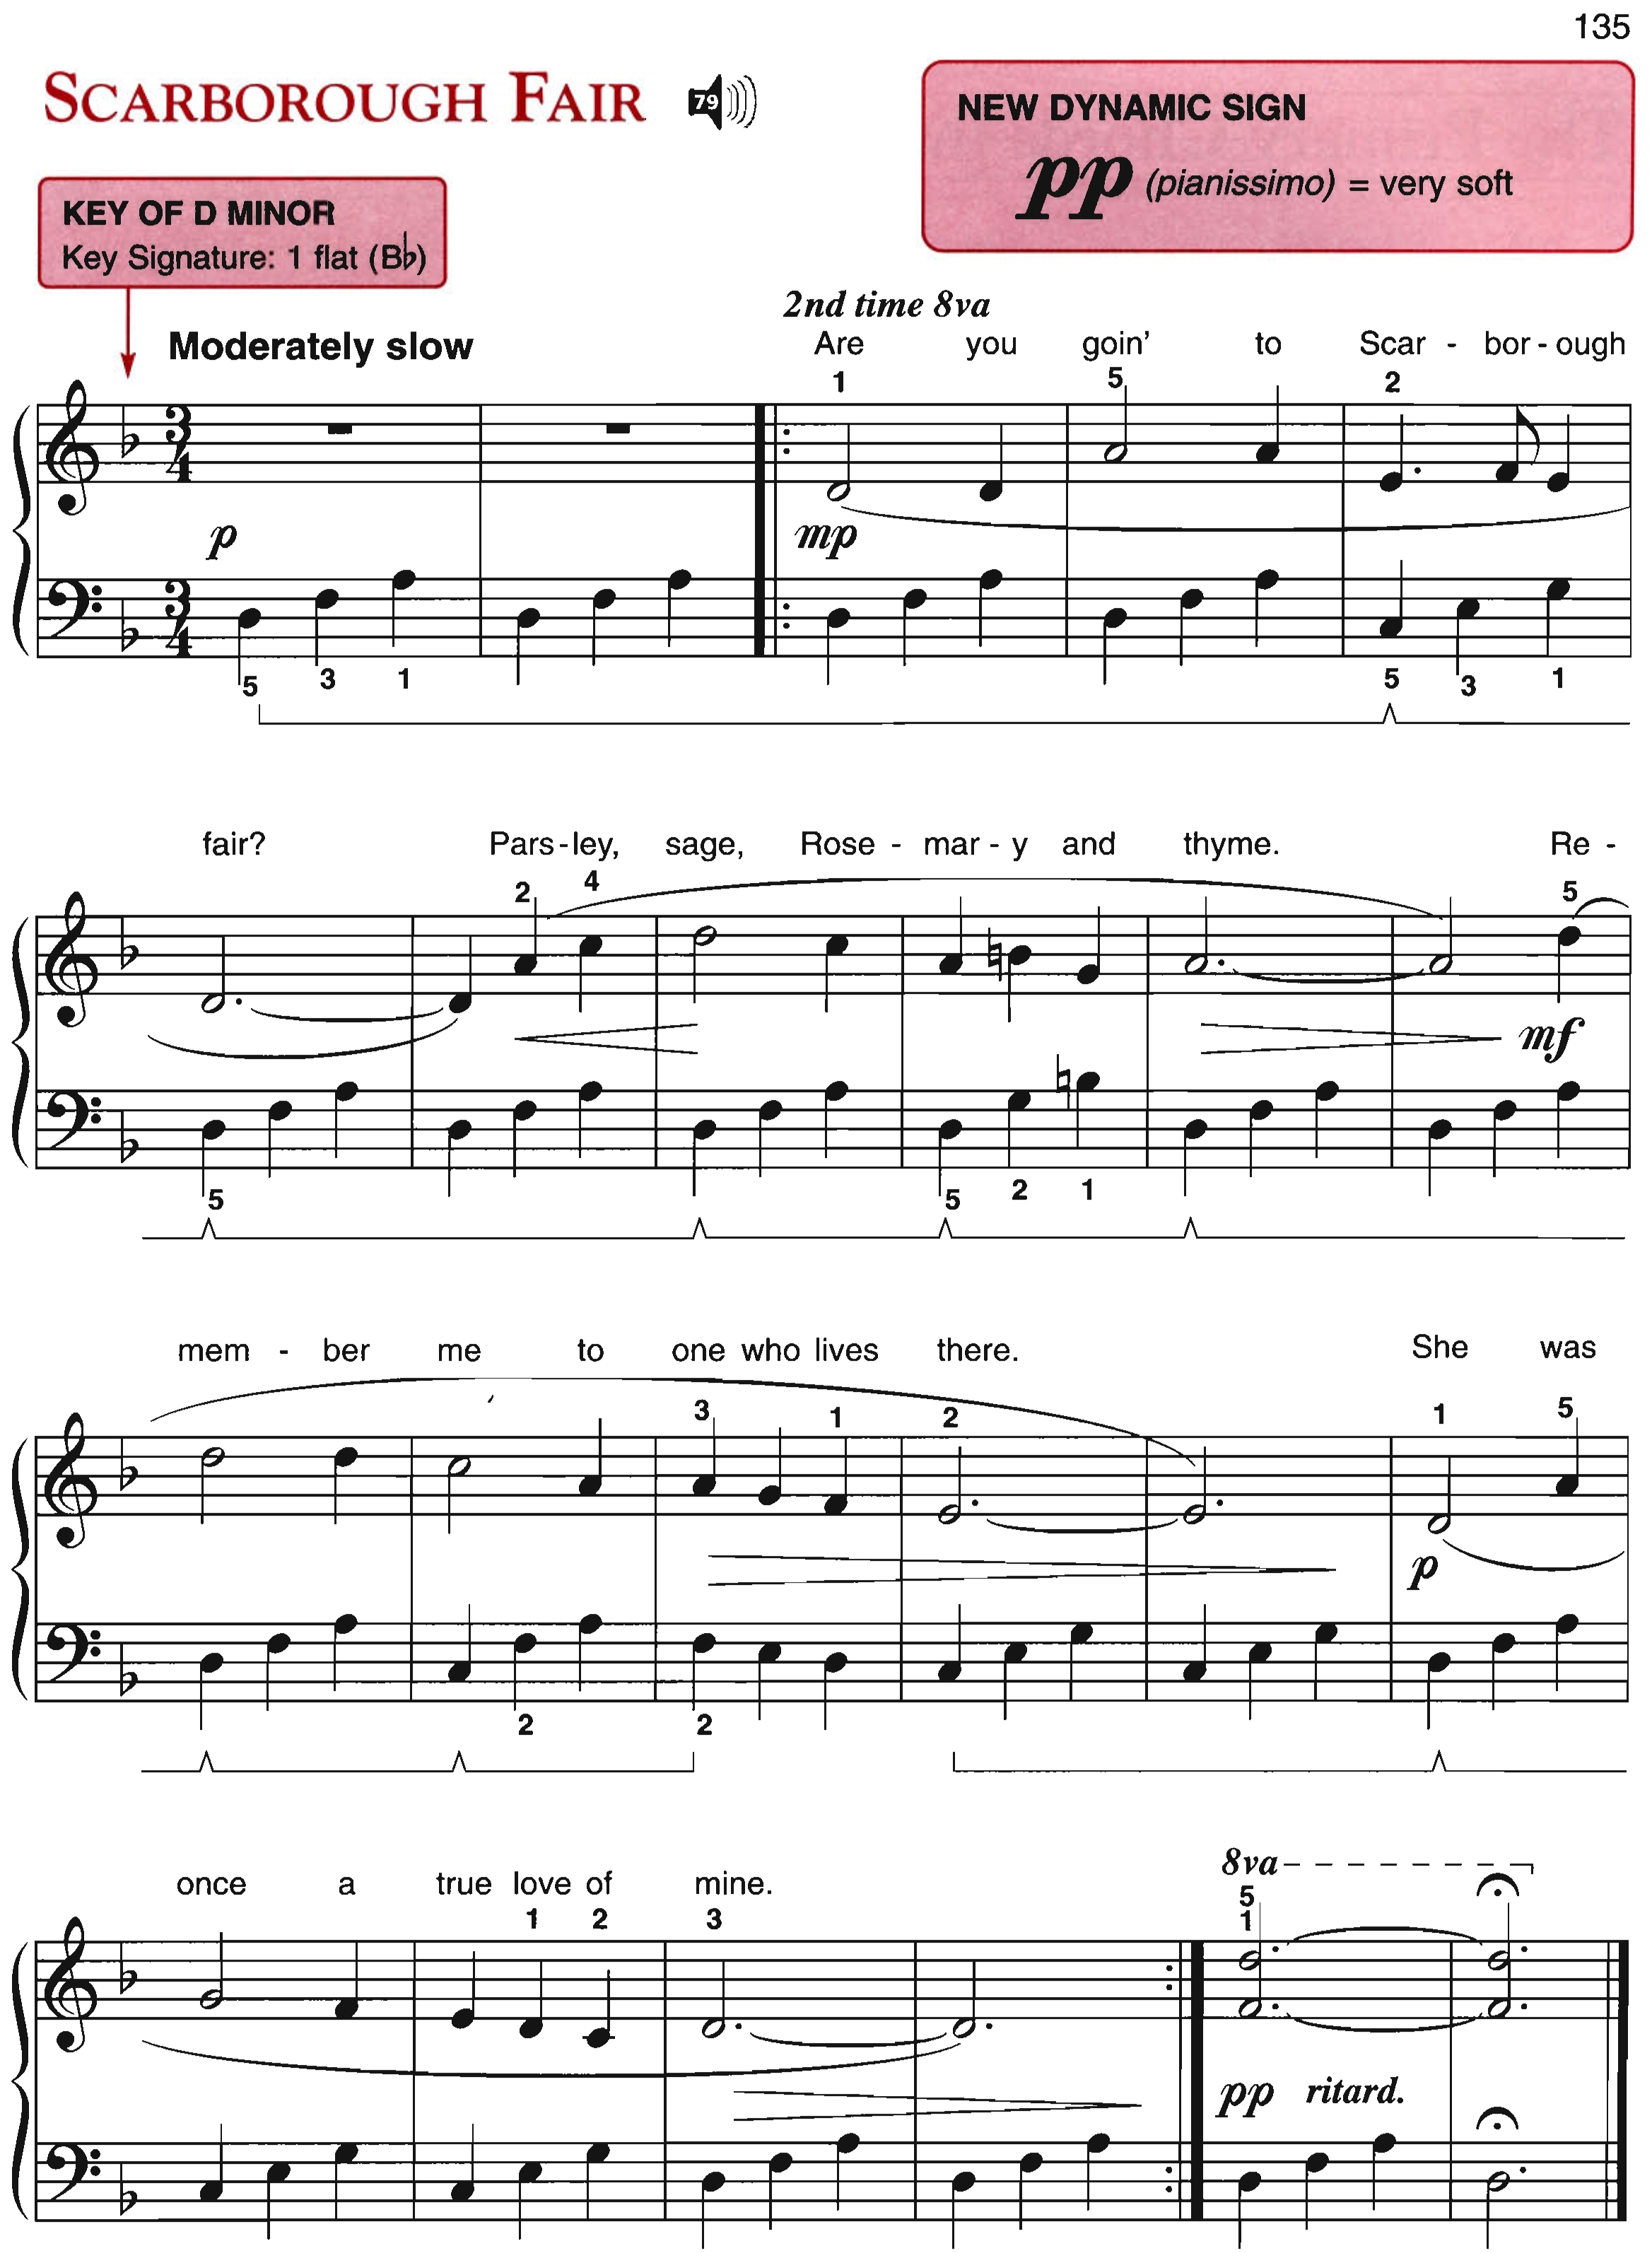 135
SCARBOROUGH FAIR 79
NEW DYNAMIC SIGN
pp (pianissimo) = very soft
KEY OF D MINOR
Key Signature: 1 flat (B♭)
2nd time 8va
Moderately slow
Are you goin' to Scar - bor - ough
1 5 2
3 4
p mp
3 4
5 3 1 5 3 1
fair? Pars - ley, sage, Rose - mar - y and thyme. Re -
2 4 5
mf
5 5 2 1
mem - ber me to one who lives there. She was
3 1 2 1 5
p
2 2
8va
once a true love of mine.
1 2 3 5 1
pp ritard.